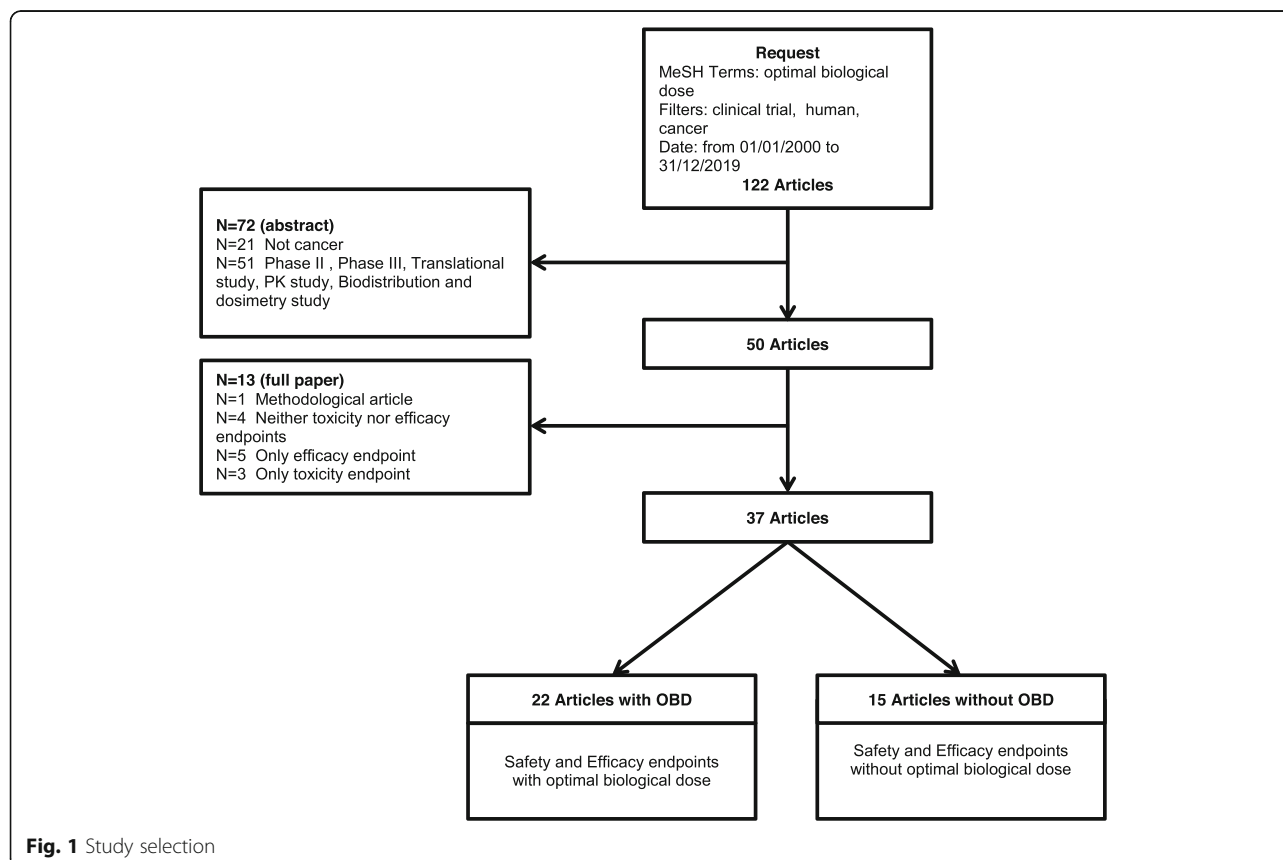 Request
MeSH Terms: optimal biological
dose
Filters: clinical trial, human,
cancer
Date: from 01/01/2000 to
31/12/2019
122 Articles
N=72 (abstract)
N=21 Not cancer
N=51 Phase II , Phase III, Translational
study, PK study, Biodistribution and
dosimetry study
50 Articles
N=13 (full paper)
N=1 Methodological article
N=4 Neither toxicity nor efficacy
endpoints
N=5 Only efficacy endpoint
N=3 Only toxicity endpoint
37 Articles
22 Articles with OBD
Safety and Efficacy endpoints
with optimal biological dose
15 Articles without OBD
Safety and Efficacy endpoints
without optimal biological dose
Fig. 1 Study selection